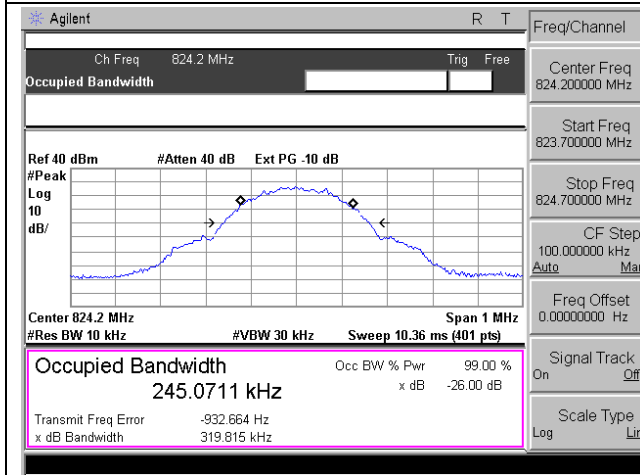 Agilent R T
Ch Freq 824.2 MHz Trig Free
Occupied Bandwidth
Ref 40 dBm #Atten 40 dB Ext PG -10 dB
#Peak
Log
10
dB/
Center 824.2 MHz Span 1 MHz
#Res BW 10 kHz #VBW 30 kHz Sweep 10.36 ms (401 pts)
Occupied Bandwidth Occ BW % Pwr 99.00 %
245.0711 kHz x dB -26.00 dB
Transmit Freq Error -932.664 Hz
x dB Bandwidth 319.815 kHz
Freq/Channel
Center Freq
824.200000 MHz
Start Freq
823.700000 MHz
Stop Freq
824.700000 MHz
CF Step
100.000000 kHz
Auto Ma
Freq Offset
0.00000000 Hz
Signal Track
On Off
Scale Type
Log Lin